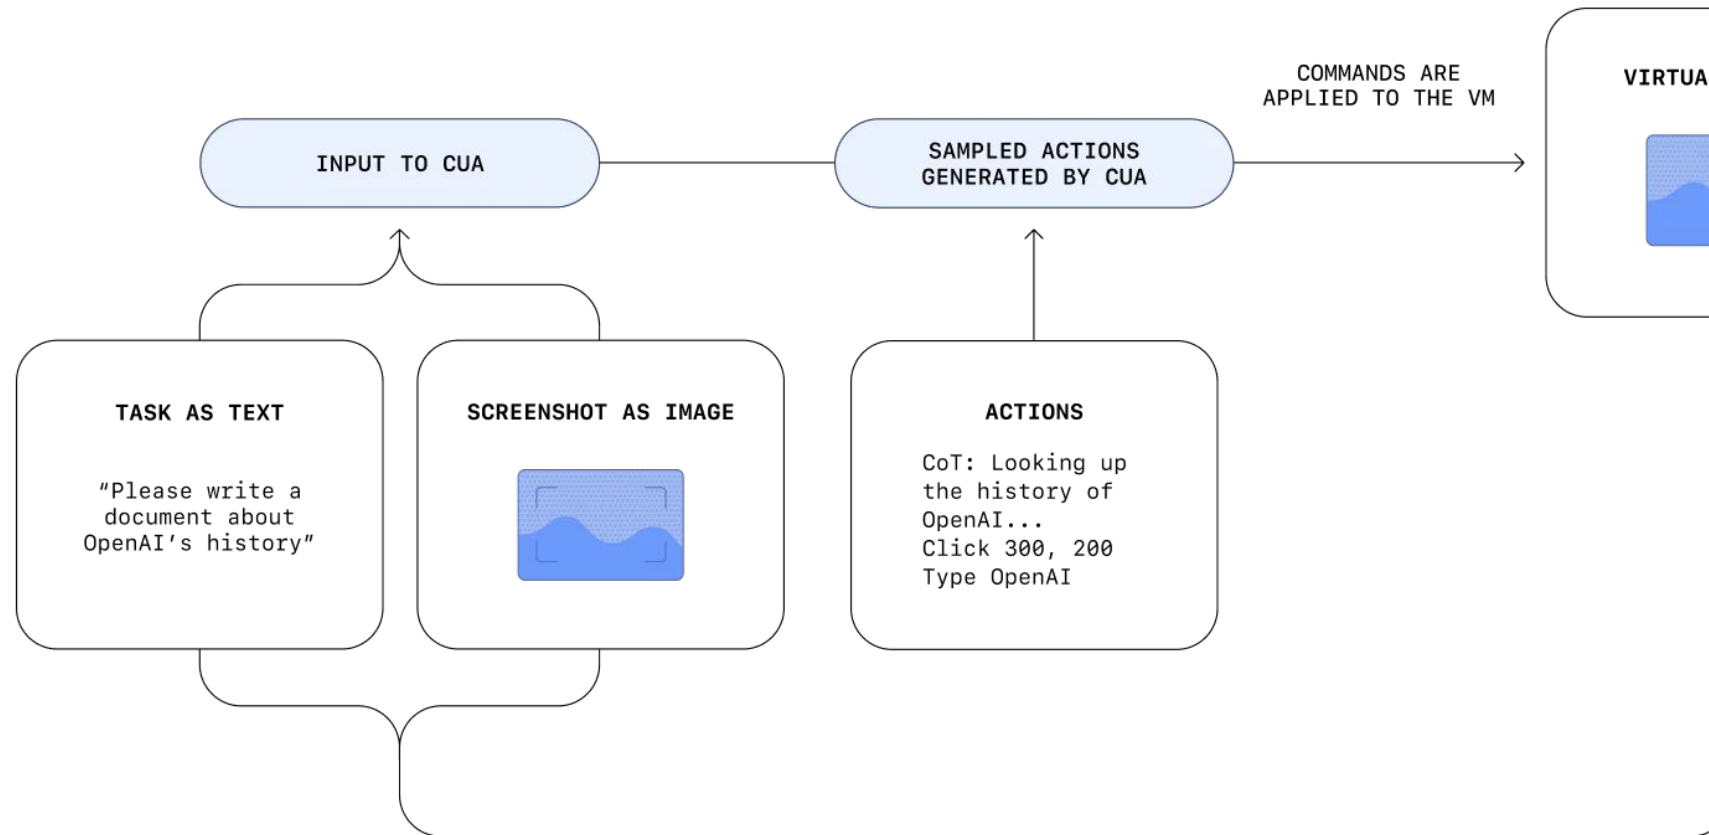 COMMANDS ARE
APPLIED TO THE VM
VIRTUA
INPUT TO CUA
SAMPLED ACTIONS
GENERATED BY CUA
TASK AS TEXT
“Please write a
document about
OpenAI’s history”
SCREENSHOT AS IMAGE
ACTIONS
CoT: Looking up
the history of
OpenAI...
Click 300, 200
Type OpenAI